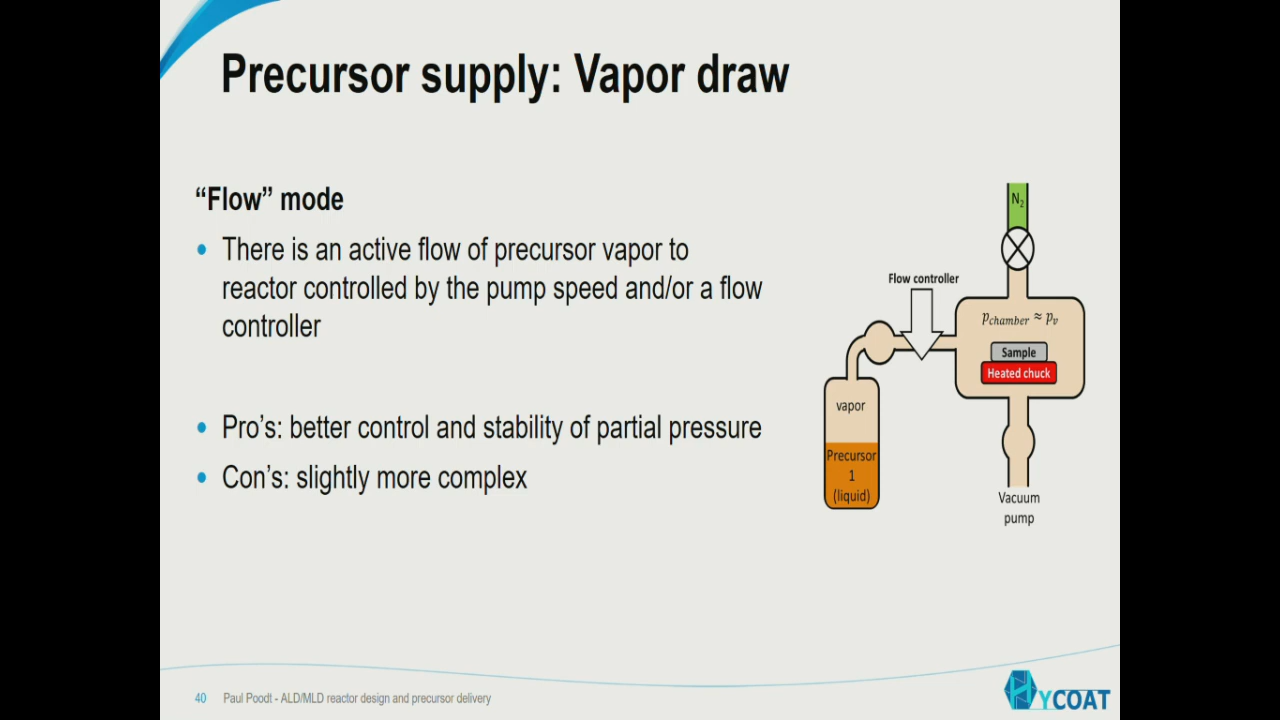 Precursor supply: Vapor draw
“Flow” mode
• There is an active flow of precursor vapor to
reactor controlled by the pump speed and/or a flow
controller
• Pro’s: better control and stability of partial pressure
• Con’s: slightly more complex
N₂
Flow controller
p_chamber ≈ p_v
Sample
Heated chuck
vapor
Precursor
1
(liquid)
Vacuum
pump
40 Paul Poodt - ALD/MLD reactor design and precursor delivery
HYCOAT